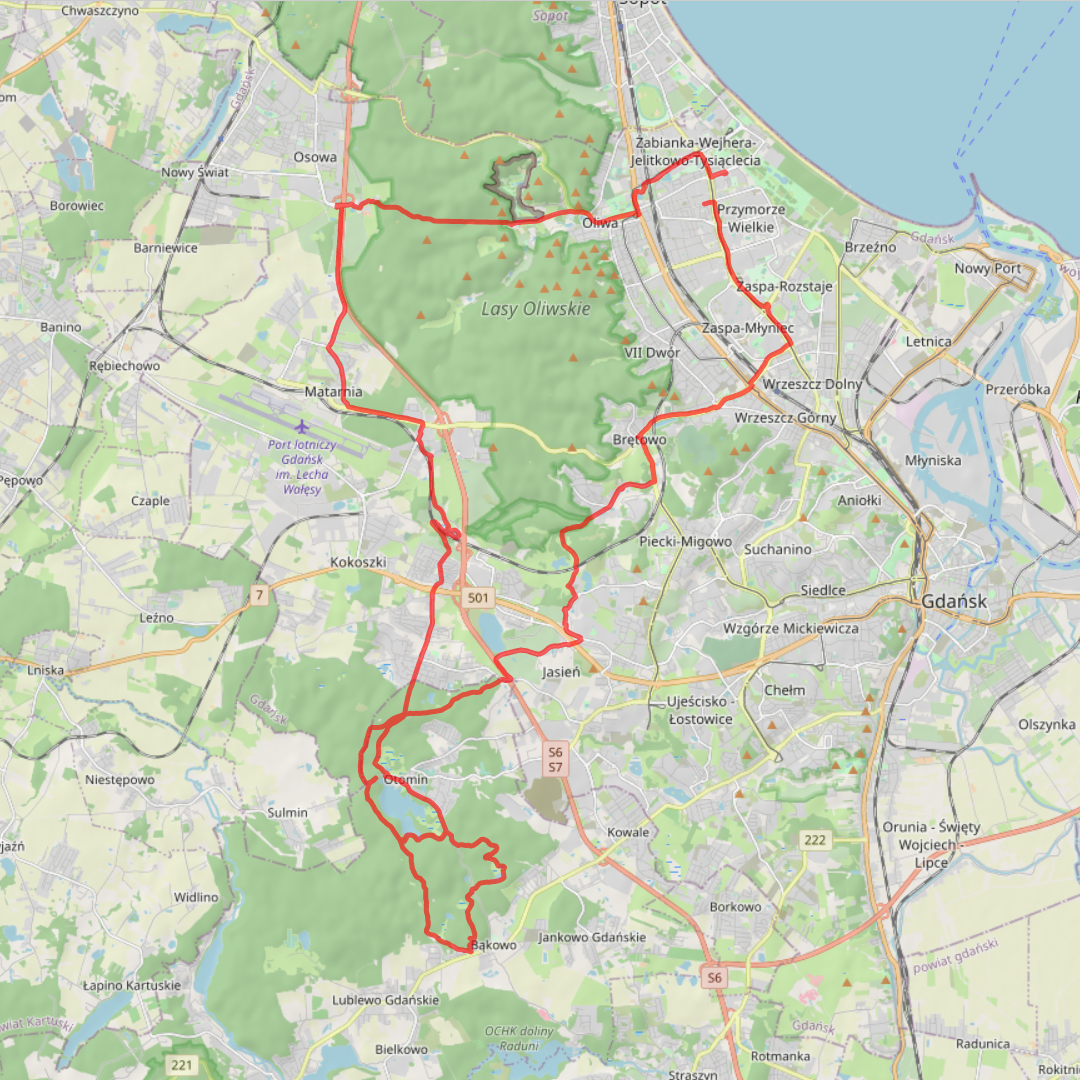 Sopot
Chwaszczyno
Sopot
Gdańsk
Osowa
Żabianka-Wejhera-
Jelitkowo-Tysiąclecia
Nowy Świat
Borowiec
Oliwa
Przymorze
Wielkie
Barniewice
Brzeźno
Gdańsk
Nowy Port
Zaspa-Rozstaje
Lasy Oliwskie
Banino
Zaspa-Młyniec
Letnica
VII Dwór
Rębiechowo
Matarnia
Wrzeszcz Dolny
Przeróbka
Wrzeszcz Górny
Port lotniczy
Gdańsk
im. Lecha
Wałęsy
Brętowo
Młyniska
Pępowo
Czaple
Aniołki
Piecki-Migowo
Suchanino
Kokoszki
7
501
Siedlce
Gdańsk
Leźno
Wzgórze Mickiewicza
Lniska
Jasień
Chełm
Gdańsk
Ujeścisko -
Łostowice
Olszynka
S6
S7
Niestępowo
Otomin
Sulmin
Kowale
222
Orunia - Święty
Wojciech -
Lipce
Widlino
Borkowo
Jankowo Gdańskie
Bąkowo
powiat gdański
S6
Łapino Kartuskie
Lublewo Gdańskie
Gdańsk
OCHK doliny
Raduni
Bielkowo
Radunica
221
Rotmanka
Straszyn